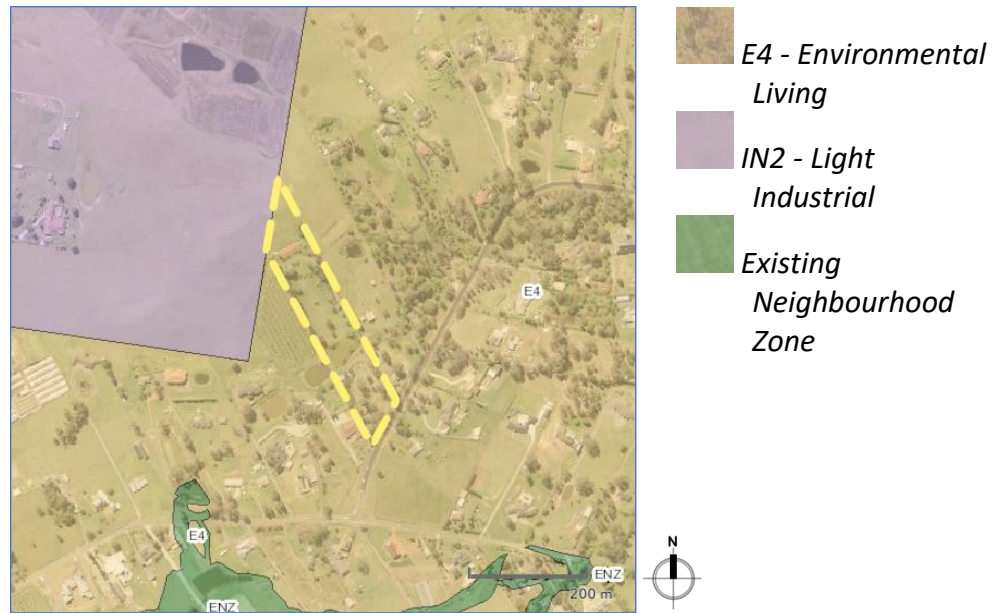 E4 - Environmental
Living
IN2 - Light
Industrial
Existing
Neighbourhood
Zone
E4
E4
ENZ
ENZ
200 m
N